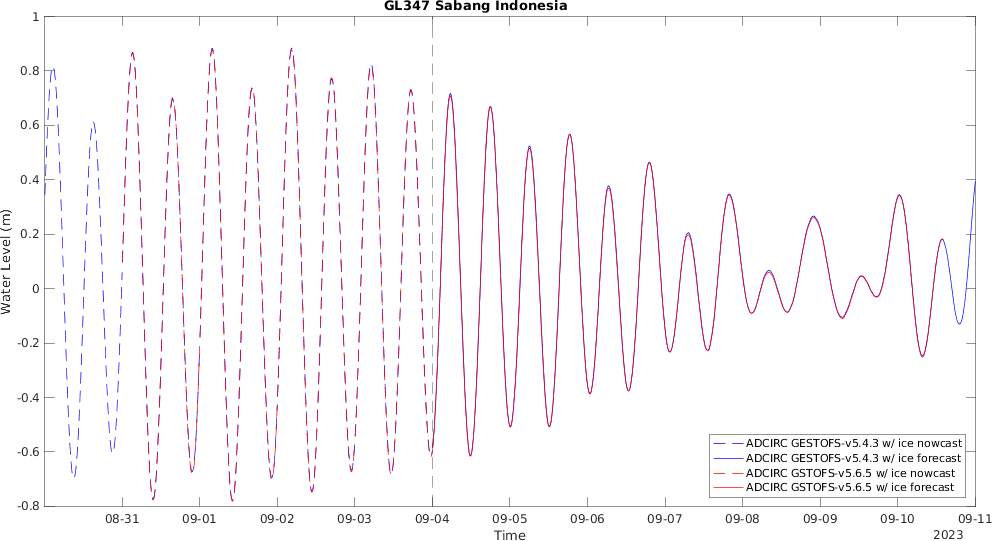 GL347 Sabang Indonesia
1
0.8
0.6
0.4
0.2
0
-0.2
-0.4
-0.6
-0.8
Water Level (m)
ADCIRC GESTOFS-v5.4.3 w/ ice nowcast
ADCIRC GESTOFS-v5.4.3 w/ ice forecast
ADCIRC GSTOFS-v5.6.5 w/ ice nowcast
ADCIRC GSTOFS-v5.6.5 w/ ice forecast
08-31 09-01 09-02 09-03 09-04 09-05 09-06 09-07 09-08 09-09 09-10 09-11
Time
2023